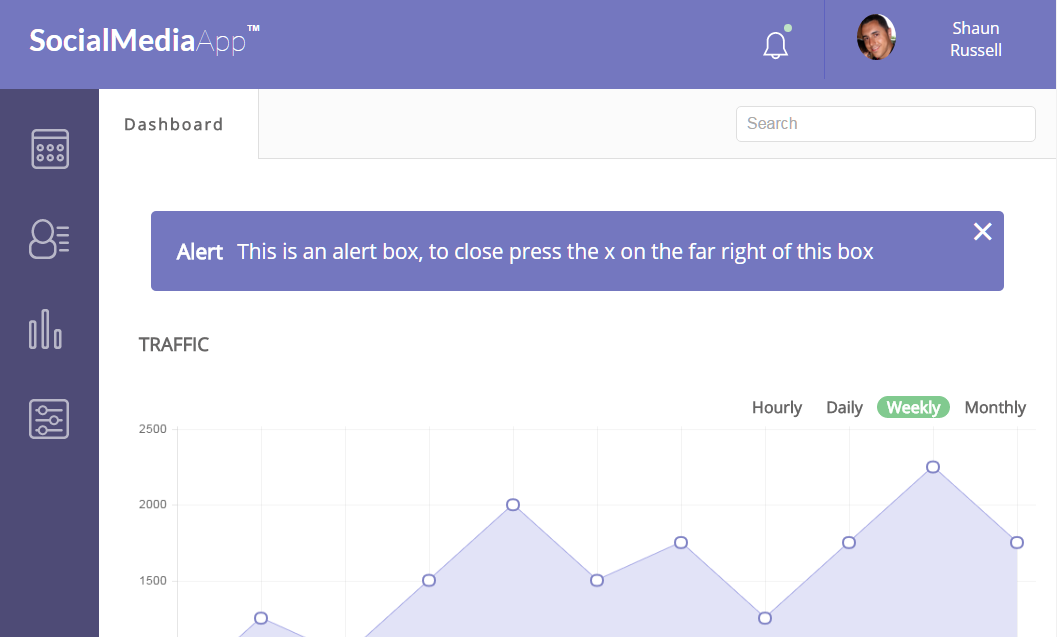 SocialMediaApp™
Shaun
Russell
Dashboard
Search
Alert This is an alert box, to close press the x on the far right of this box
TRAFFIC
Hourly Daily Weekly Monthly
2500
2000
1500